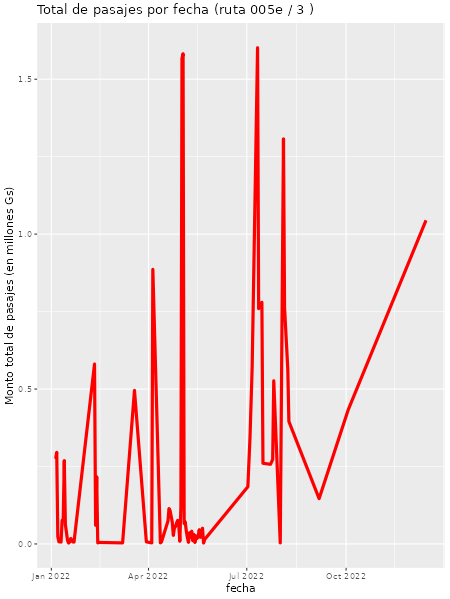 Total de pasajes por fecha (ruta 005e / 3 )
Monto total de pasajes (en millones Gs)
1.5
1.0
0.5
0.0
Jan 2022 Apr 2022 Jul 2022 Oct 2022
fecha